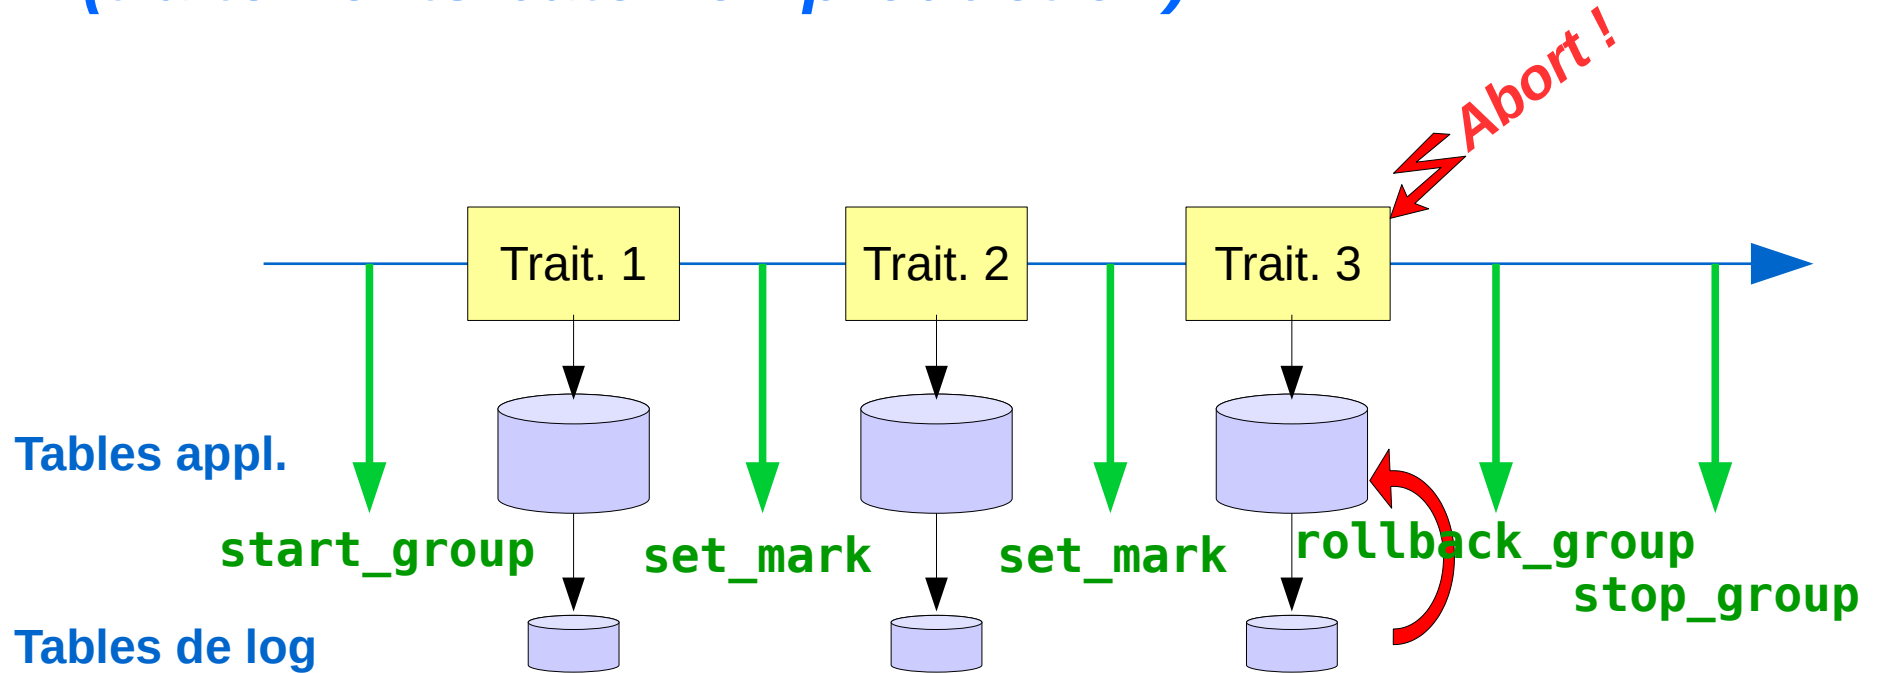 Abort !
Trait. 1
Trait. 2
Trait. 3
Tables appl.
start_group
set_mark
set_mark
rollback_group
stop_group
Tables de log